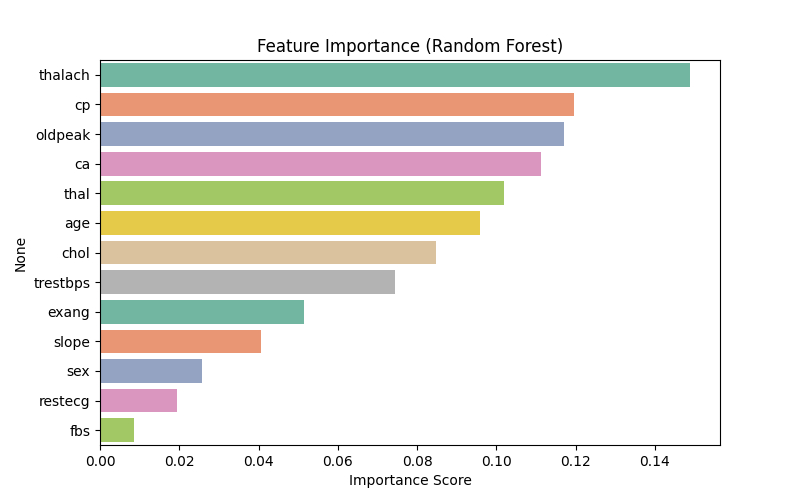 Feature Importance (Random Forest)
thalach
cp
oldpeak
ca
thal
age
chol
trestbps
exang
slope
sex
restecg
fbs
None
0.00 0.02 0.04 0.06 0.08 0.10 0.12 0.14
Importance Score